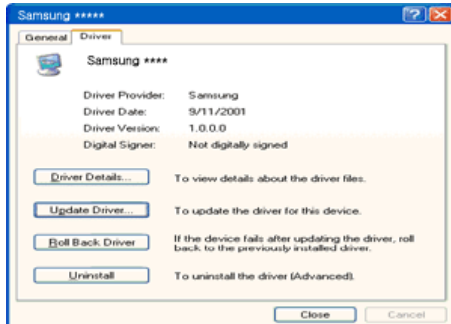 Samsung *****
General Driver
Samsung ****
Driver Provider: Samsung
Driver Date: 9/11/2001
Driver Version: 1.0.0.0
Digital Signer: Not digitally signed
Driver Details... To view details about the driver files.
Update Driver... To update the driver for this device.
Roll Back Driver If the device fails after updating the driver, roll
back to the previously installed driver.
Uninstall To uninstall the driver (Advanced).
Close Cancel